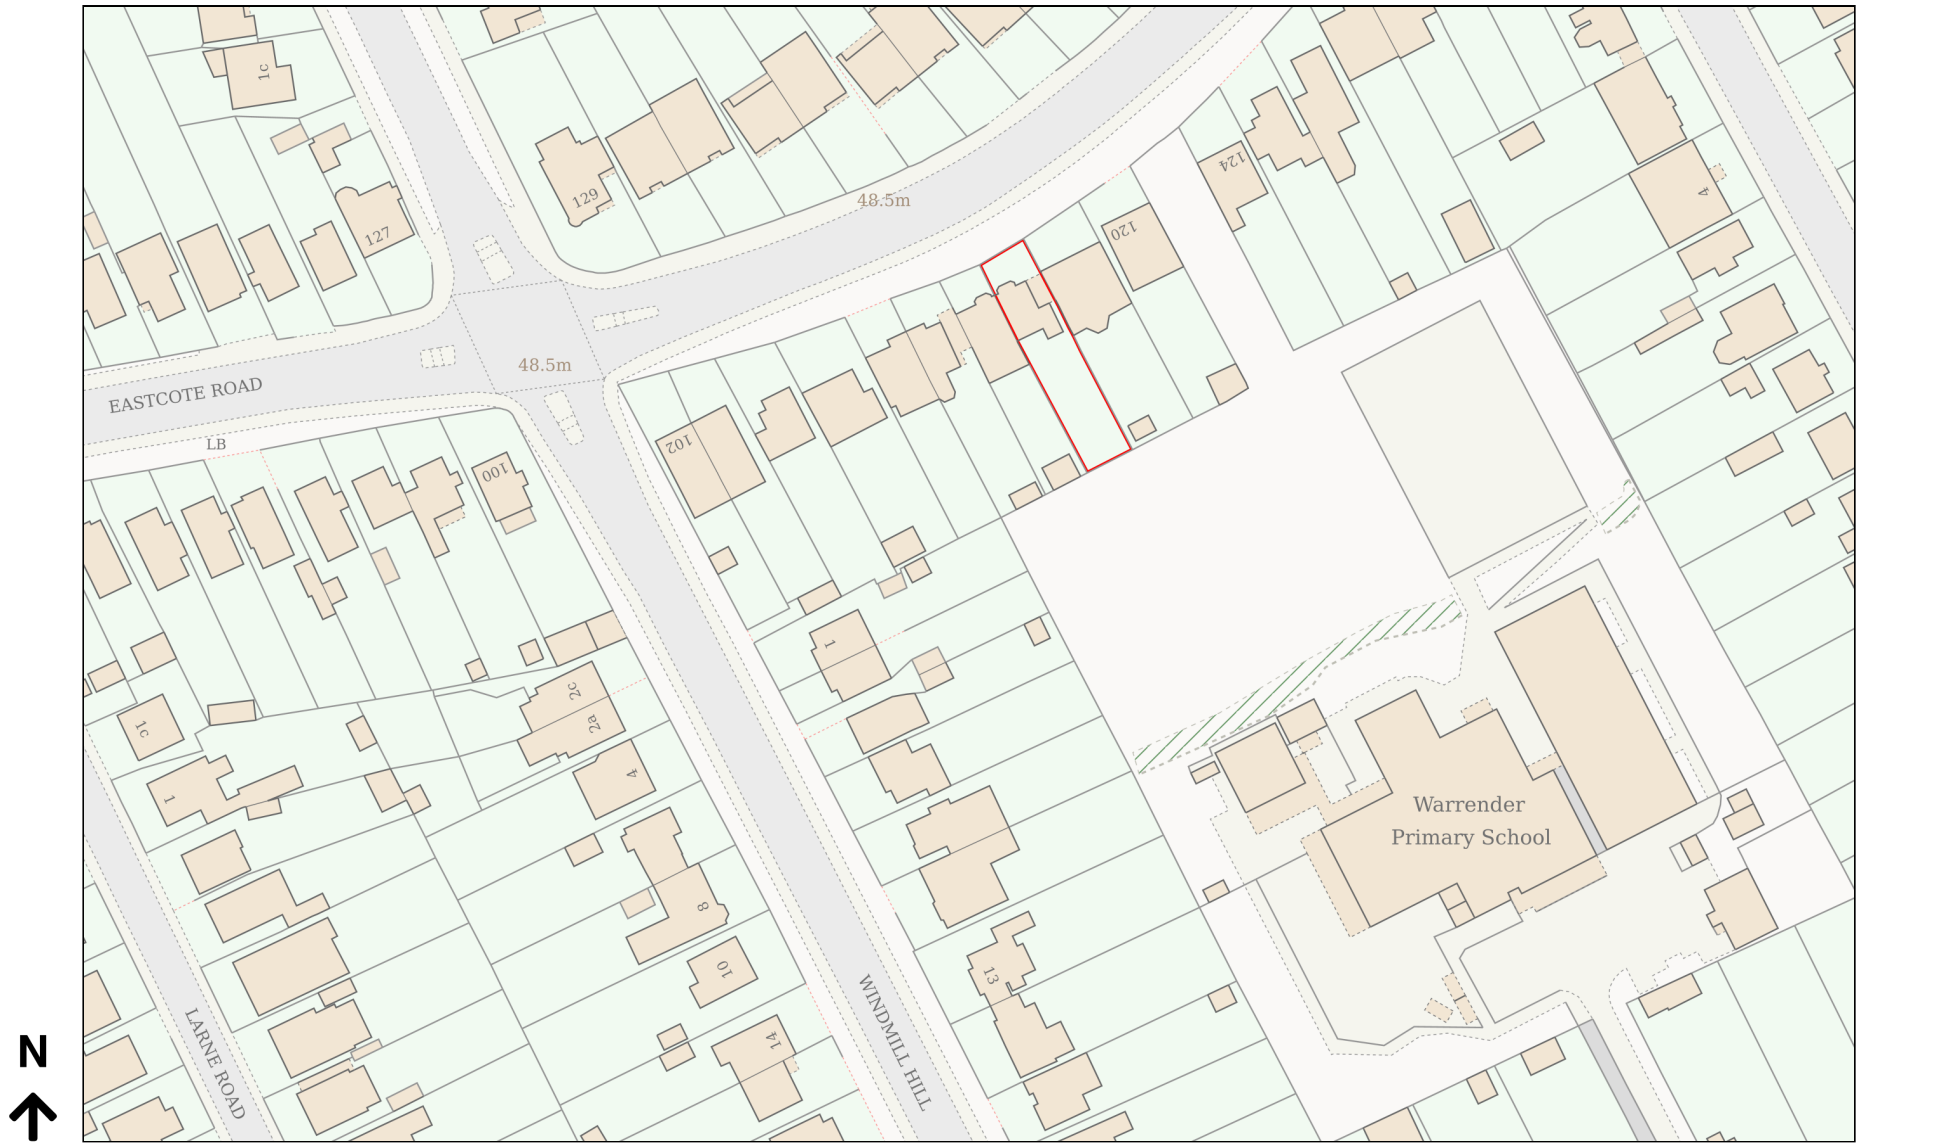 1c
129
127
48.5m
124
4
120
48.5m
EASTCOTE ROAD
LB
102
100
1
2c
2a
1c
1
4
Warrender
Primary School
8
10
13
14
WINDMILL HILL
LARNE ROAD
N